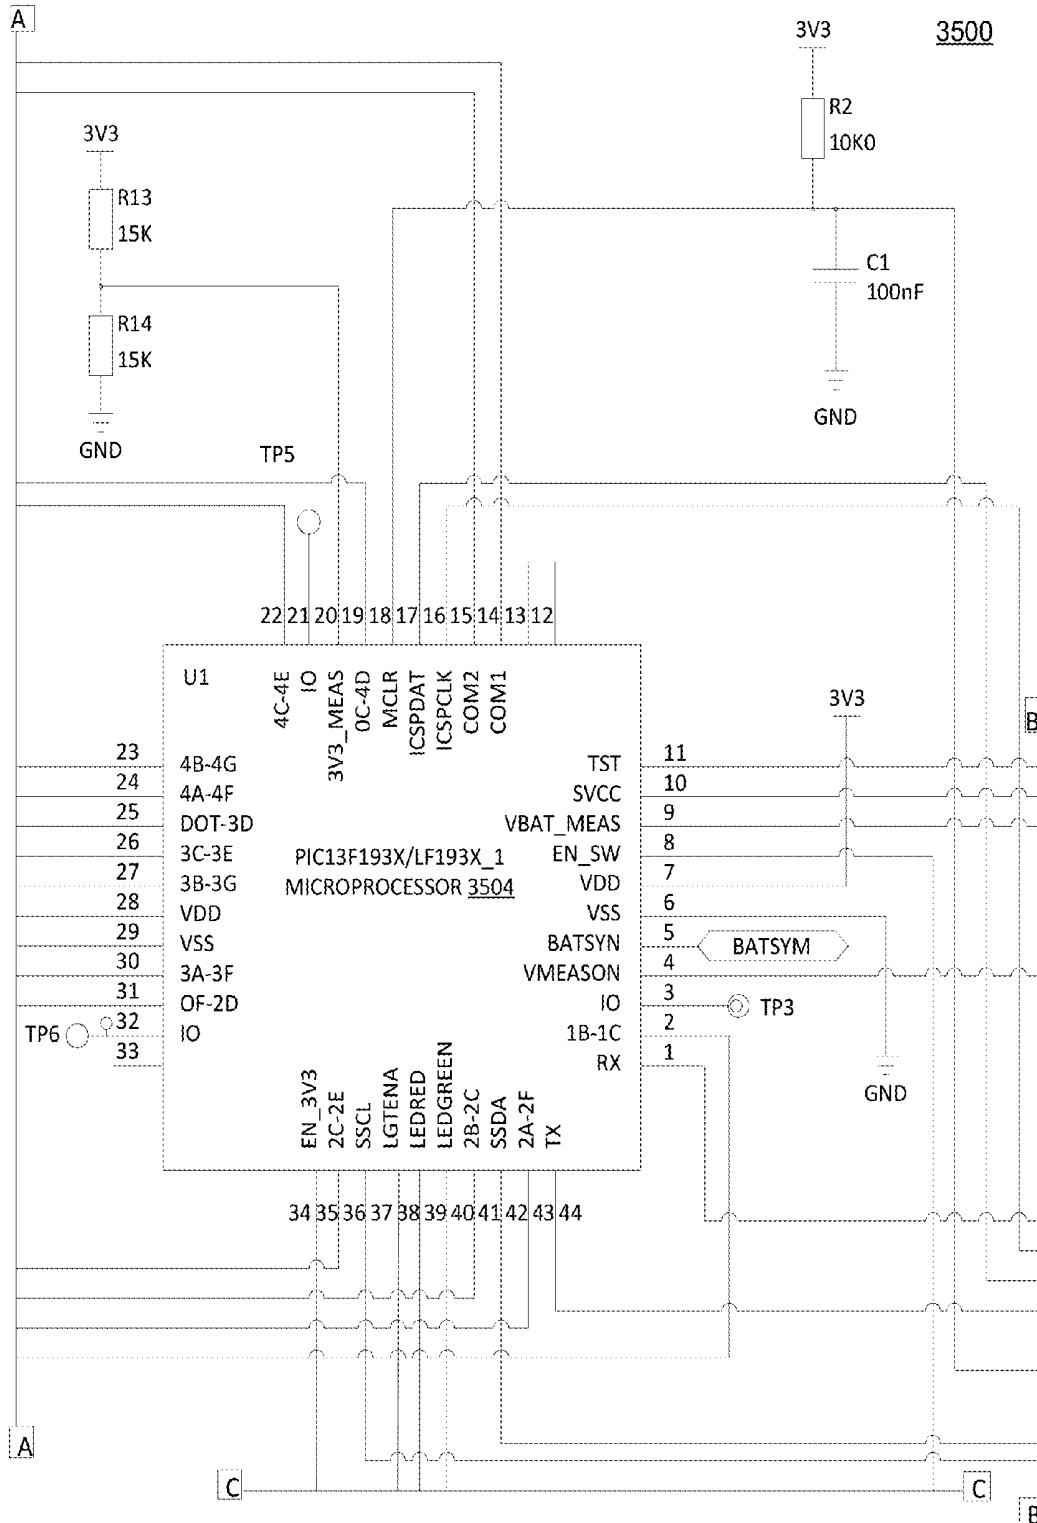 A
3500
3V3
R2
10K0
3V3
R13
15K
C1
100nF
R14
15K
GND
GND
TP5
22 21 20 19 18 17 16 15 14 13 12
U1
4C-4E
IO
3V3_MEAS
0C-4D
MCLR
ICSPDAT
ICSPCLK
COM2
COM1
3V3
B
23 4B-4G
24 4A-4F
25 DOT-3D
26 3C-3E
27 3B-3G
28 VDD
29 VSS
30 3A-3F
31 OF-2D
TP6 32 IO
33
PIC13F193X/LF193X_1
MICROPROCESSOR 3504
TST 11
SVCC 10
VBAT_MEAS 9
EN_SW 8
VDD 7
VSS 6
BATSYN 5 BATSYM
VMEASON 4
IO 3 TP3
1B-1C 2
RX 1
GND
EN_3V3
2C-2E
SSCL
LGTENA
LEDRED
LEDGREEN
2B-2C
SSDA
2A-2F
TX
34 35 36 37 38 39 40 41 42 43 44
A
C
C
B